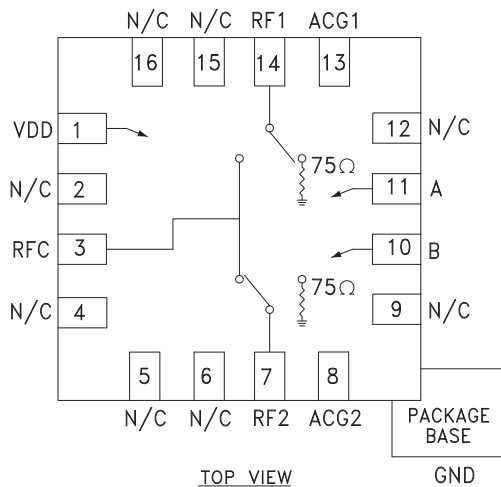 N/C N/C RF1 ACG1
16 15 14 13
VDD 1 12 N/C
75Ω
N/C 2 11 A
RFC 3 10 B
75Ω
N/C 4 9 N/C
5 6 7 8
N/C N/C RF2 ACG2
PACKAGE
BASE
TOP VIEW
GND